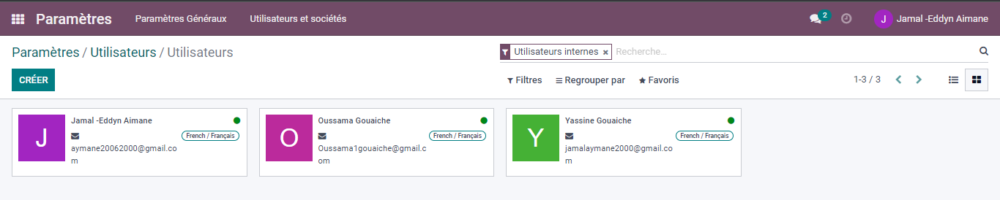 Paramètres Paramètres Généraux Utilisateurs et sociétés 2 J Jamal -Eddyn Aimane
Paramètres / Utilisateurs / Utilisateurs Utilisateurs internes × Recherche...
CRÉER Filtres Regrouper par Favoris 1-3 / 3
J
Jamal -Eddyn Aimane
French / Français
aymane20062000@gmail.co
m
O
Oussama Gouaiche
French / Français
Oussama1gouaiche@gmail.c
om
Y
Yassine Gouaiche
French / Français
jamalaymane2000@gmail.co
m